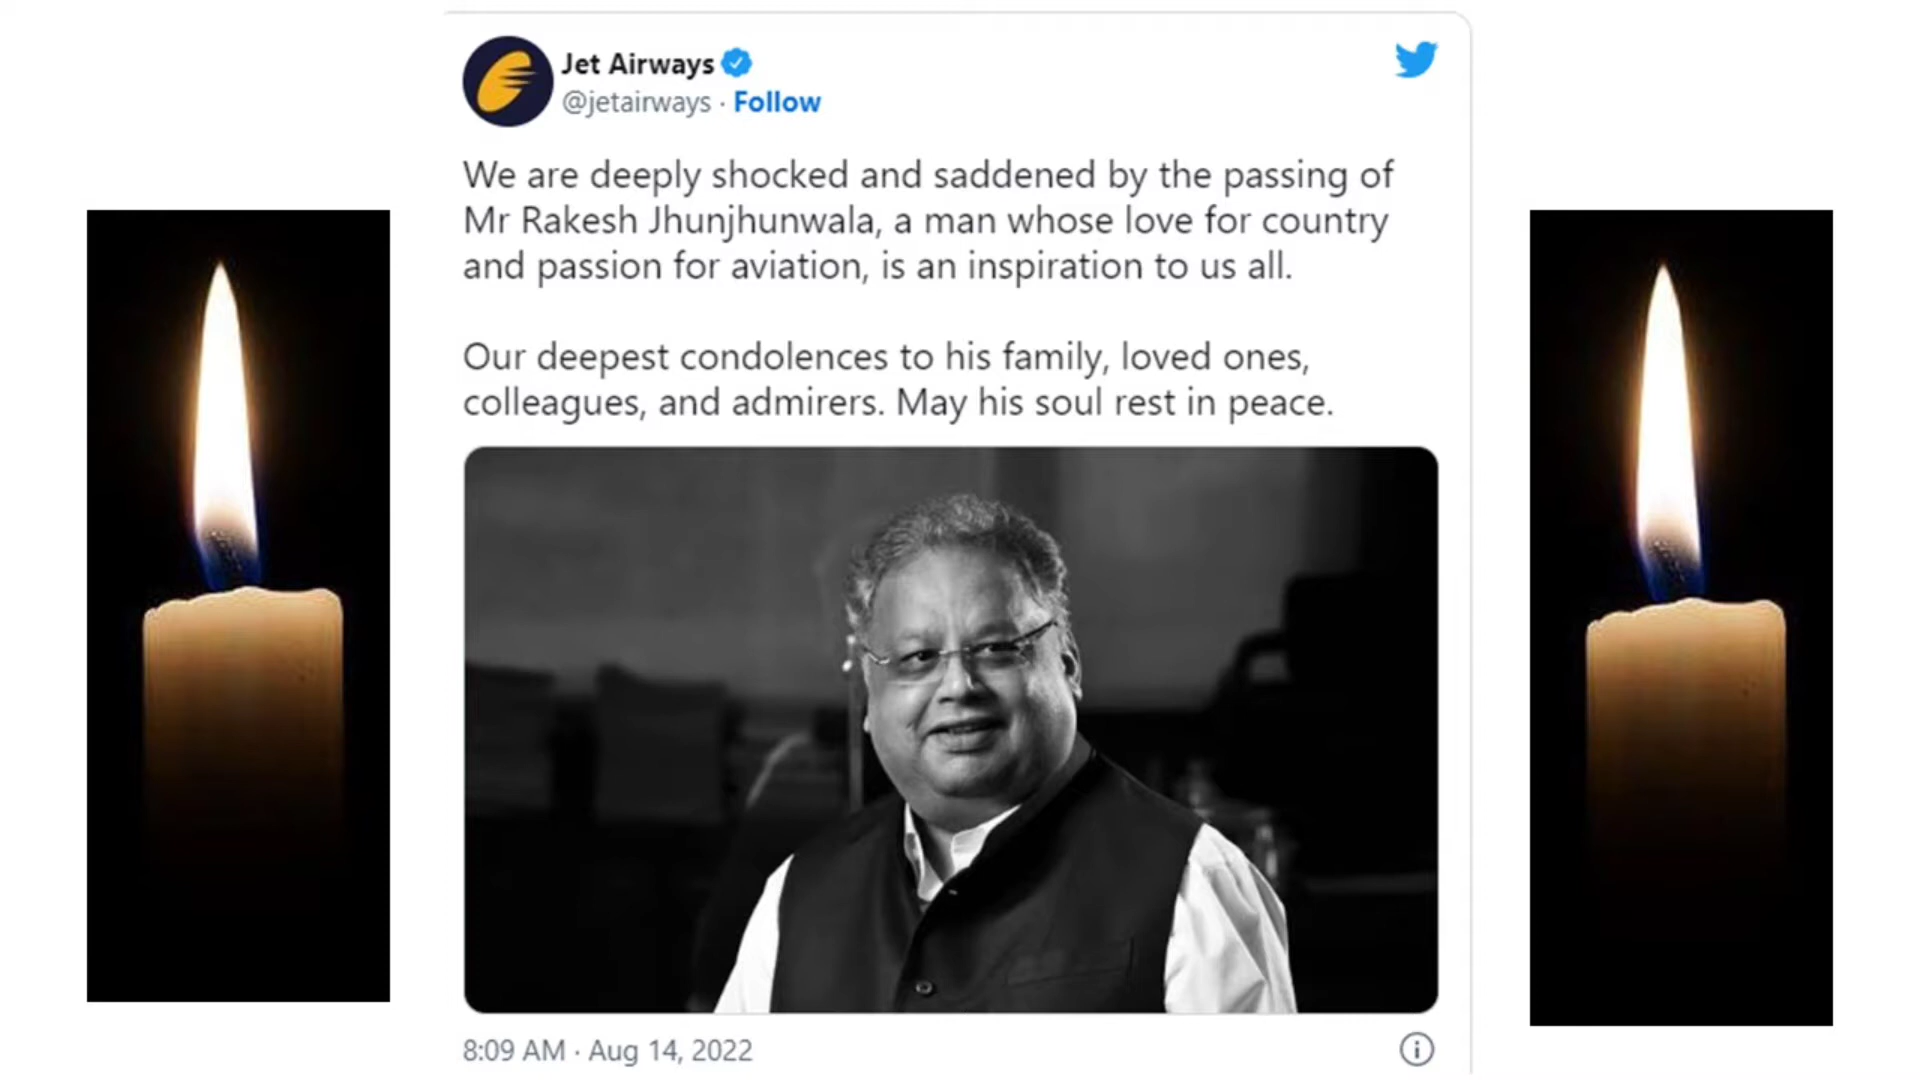 Jet Airways
@jetairways · Follow
We are deeply shocked and saddened by the passing of
Mr Rakesh Jhunjhunwala, a man whose love for country
and passion for aviation, is an inspiration to us all.
Our deepest condolences to his family, loved ones,
colleagues, and admirers. May his soul rest in peace.
8:09 AM · Aug 14, 2022